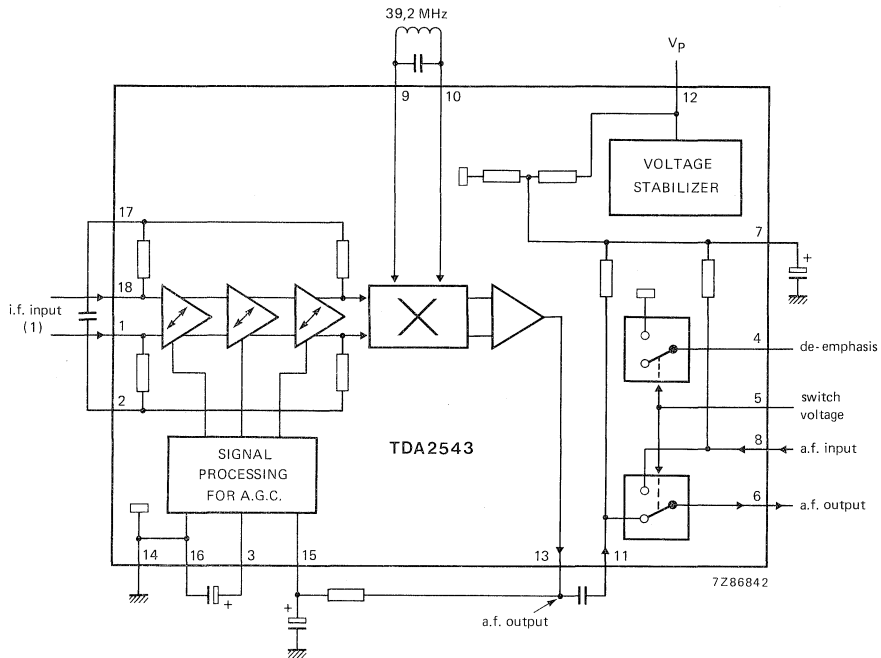 39,2 MHz
VP
9
10
12
VOLTAGE
STABILIZER
17
7
+
18
i.f. input
(1)
1
4
de-emphasis
2
5
switch
voltage
TDA2543
8
a.f. input
SIGNAL
PROCESSING
FOR A.G.C.
6
a.f. output
14
16
3
15
13
11
7Z86842
+
+
a.f. output